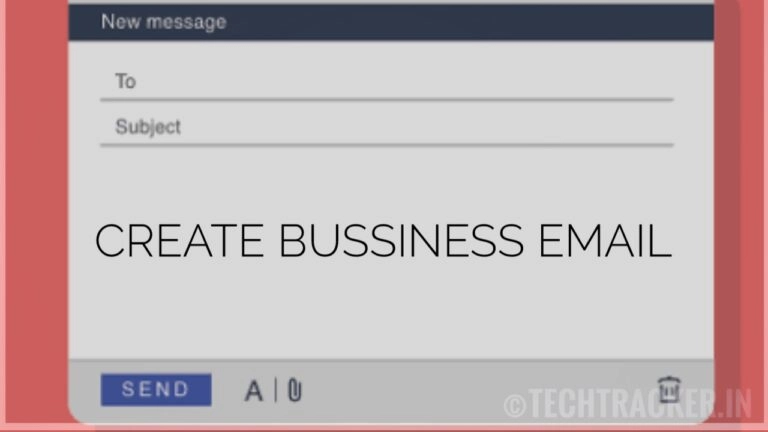 New message
To
Subject
CREATE BUSSINESS EMAIL
SEND A
©TECHTRACKER.IN